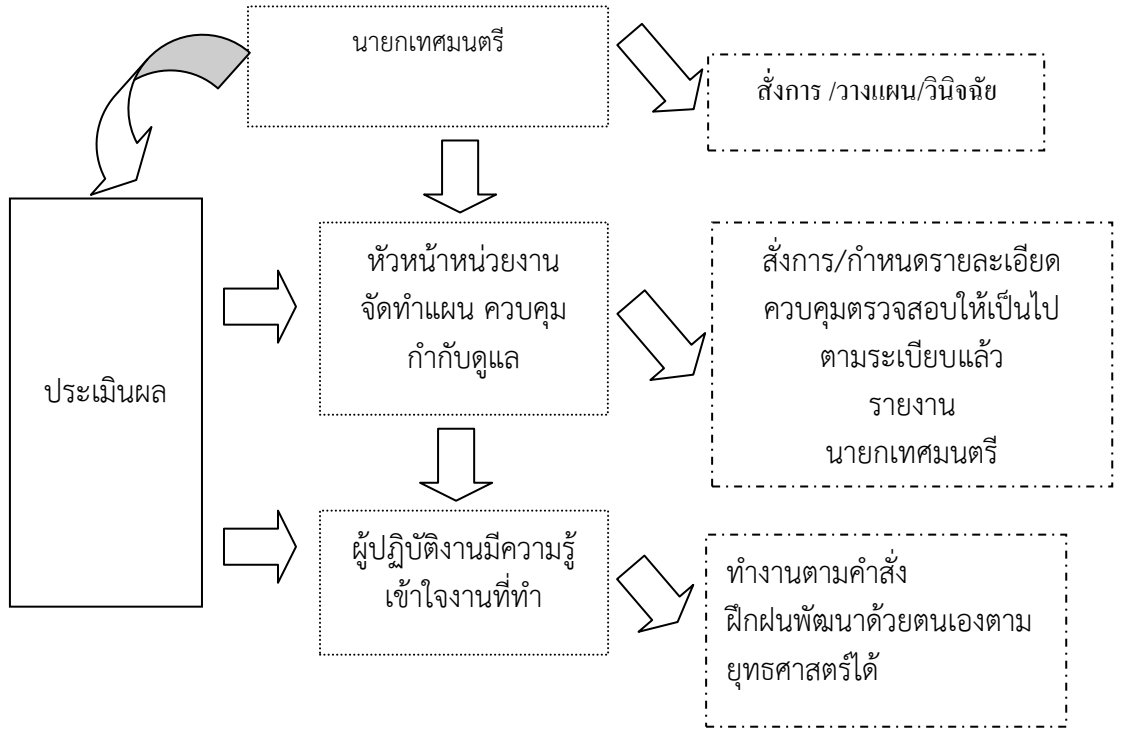 นายกเทศมนตรี
สั่งการ /วางแผน/วินิจฉัย
หัวหน้าหน่วยงาน
จัดทำแผน ควบคุม
กำกับดูแล
สั่งการ/กำหนดรายละเอียด
ควบคุมตรวจสอบให้เป็นไป
ตามระเบียบแล้ว
รายงาน
นายกเทศมนตรี
ประเมินผล
ผู้ปฏิบัติงานมีความรู้
เข้าใจงานที่ทำ
ทำงานตามคำสั่ง
ฝึกฝนพัฒนาด้วยตนเองตาม
ยุทธศาสตร์ได้